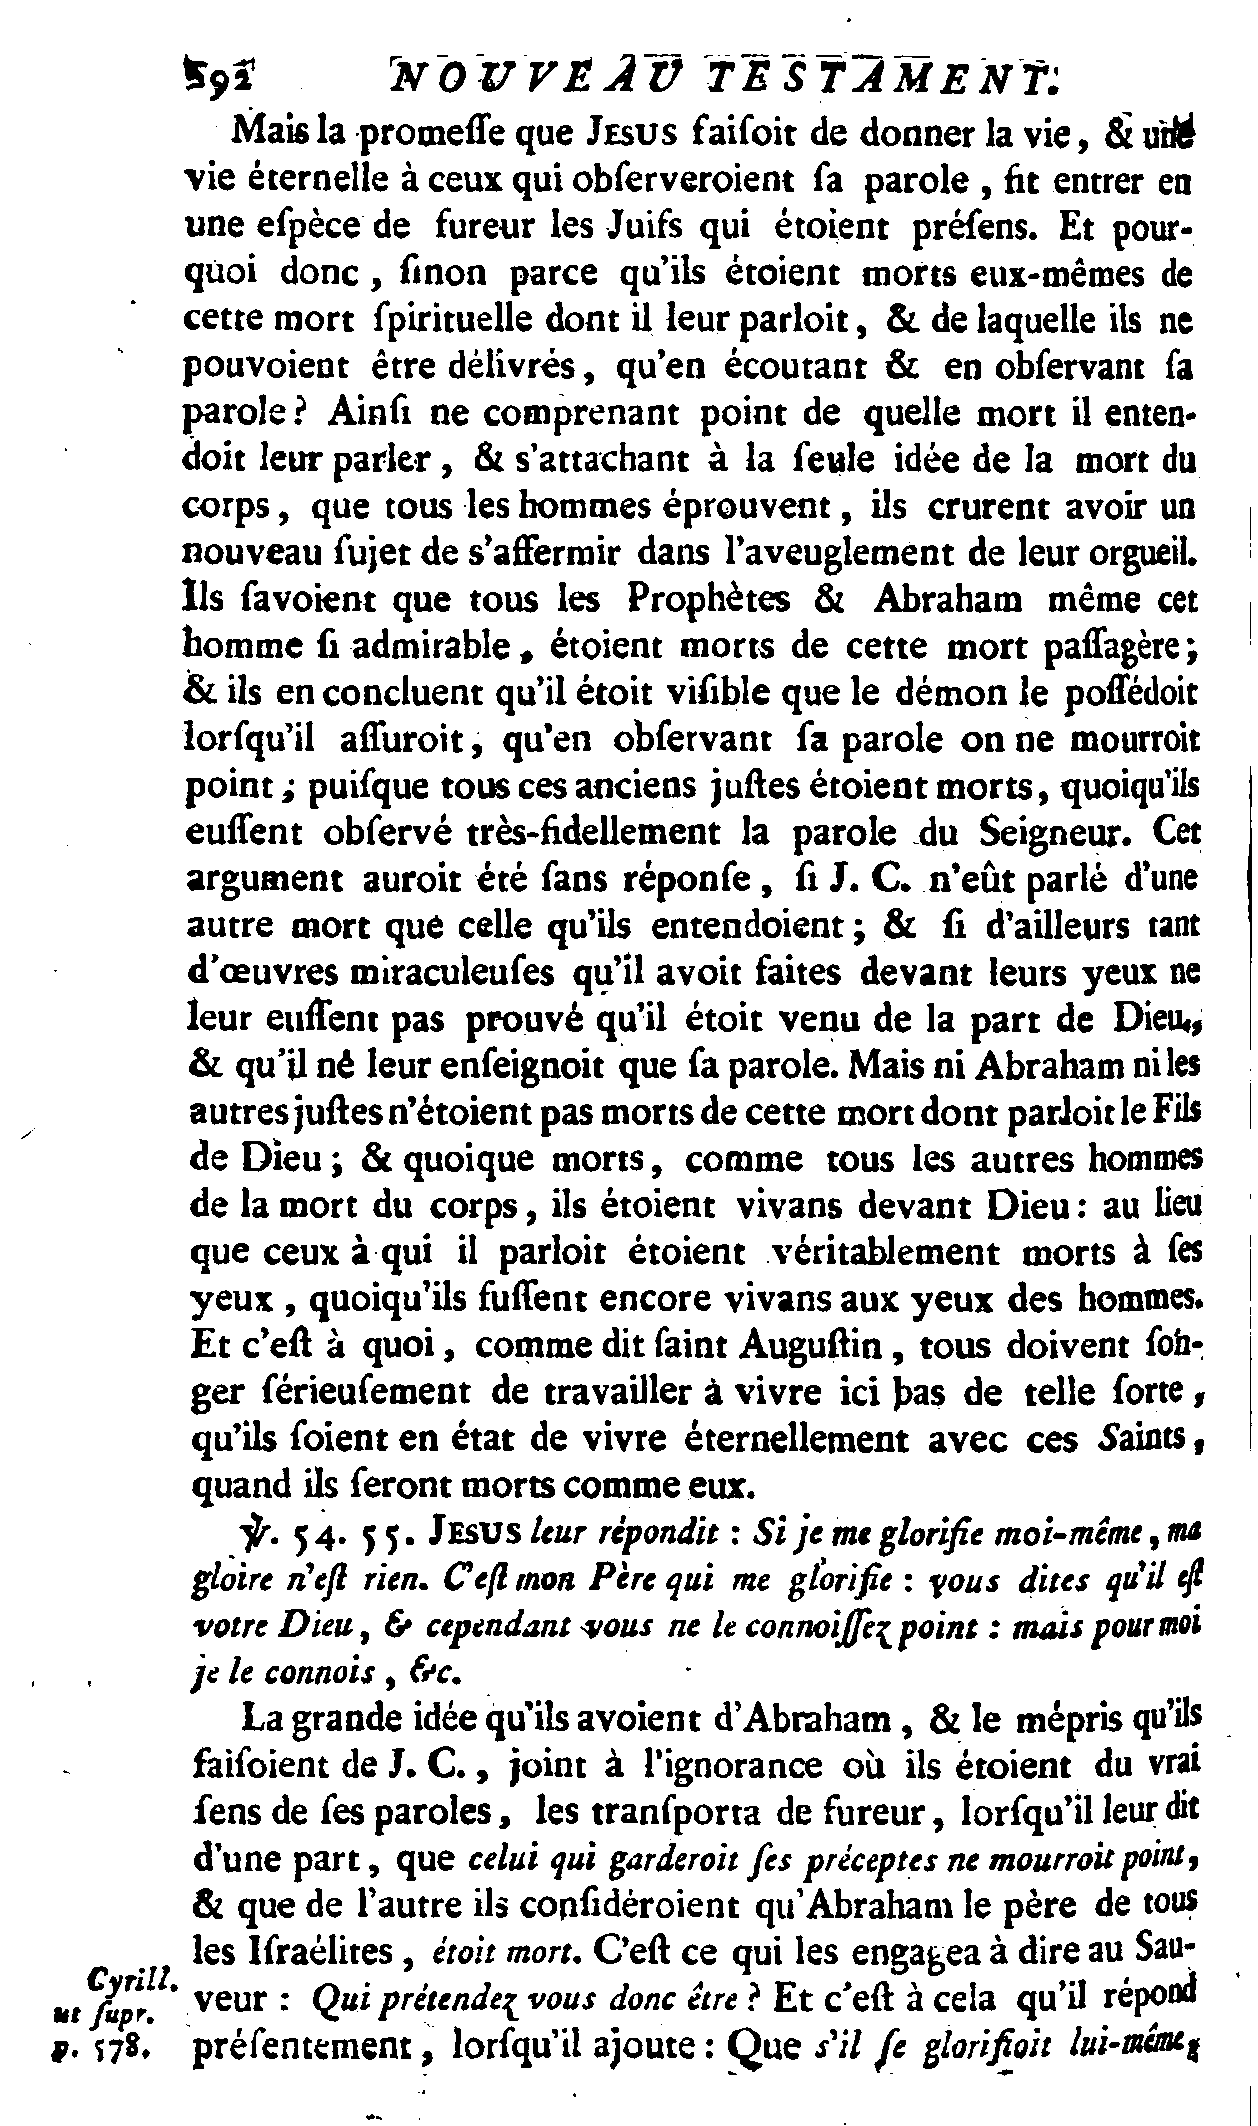 592 NOUVEAU TESTAMENT.
Mais la promeſſe que JESUS faiſoit de donner la vie, & une
vie éternelle à ceux qui obſerveroient ſa parole, fit entrer en
une eſpèce de fureur les Juifs qui étoient préſens. Et pour-
quoi donc, ſinon parce qu'ils étoient morts eux-mêmes de
cette mort ſpirituelle dont il leur parloit, & de laquelle ils ne
pouvoient être délivrés, qu'en écoutant & en obſervant ſa
parole? Ainſi ne comprenant point de quelle mort il enten-
doit leur parler, & s'attachant à la ſeule idée de la mort du
corps, que tous les hommes éprouvent, ils crurent avoir un
nouveau ſujet de s'affermir dans l'aveuglement de leur orgueil.
Ils ſavoient que tous les Prophètes & Abraham même cet
homme ſi admirable, étoient morts de cette mort paſſagère;
& ils en concluent qu'il étoit viſible que le démon le poſſédoit
lorſqu'il aſſuroit, qu'en obſervant ſa parole on ne mourroit
point; puiſque tous ces anciens juſtes étoient morts, quoiqu'ils
euſſent obſervé très-fidellement la parole du Seigneur. Cet
argument auroit été ſans réponſe, ſi J. C. n'eût parlé d'une
autre mort que celle qu'ils entendoient; & ſi d'ailleurs tant
d'œuvres miraculeuſes qu'il avoit faites devant leurs yeux ne
leur euſſent pas prouvé qu'il étoit venu de la part de Dieu,
& qu'il né leur enſeignoit que ſa parole. Mais ni Abraham ni les
autres juſtes n'étoient pas morts de cette mort dont parloit le Fils
de Dieu; & quoique morts, comme tous les autres hommes
de la mort du corps, ils étoient vivans devant Dieu: au lieu
que ceux à qui il parloit étoient véritablement morts à ſes
yeux, quoiqu'ils fuſſent encore vivans aux yeux des hommes.
Et c'eſt à quoi, comme dit ſaint Auguſtin, tous doivent ſon-
ger ſérieuſement de travailler à vivre ici bas de telle ſorte,
qu'ils ſoient en état de vivre éternellement avec ces Saints,
quand ils ſeront morts comme eux.
℣. 54. 55. JESUS leur répondit : Si je me glorifie moi-même, ma
gloire n'eſt rien. C'eſt mon Père qui me glorifie : vous dites qu'il eſt
votre Dieu, & cependant vous ne le connoiſſez point : mais pour moi
je le connois, &c.
La grande idée qu'ils avoient d'Abraham, & le mépris qu'ils
faiſoient de J. C., joint à l'ignorance où ils étoient du vrai
ſens de ſes paroles, les tranſporta de fureur, lorſqu'il leur dit
d'une part, que celui qui garderoit ſes préceptes ne mourroit point,
& que de l'autre ils conſidéroient qu'Abraham le père de tous
les Iſraélites, étoit mort. C'eſt ce qui les engagea à dire au Sau-
veur : Qui prétendez vous donc être? Et c'eſt à cela qu'il répond
préſentement, lorſqu'il ajoute : Que s'il ſe glorifioit lui-même,
Cyrill.
ut ſupr.
p. 578.